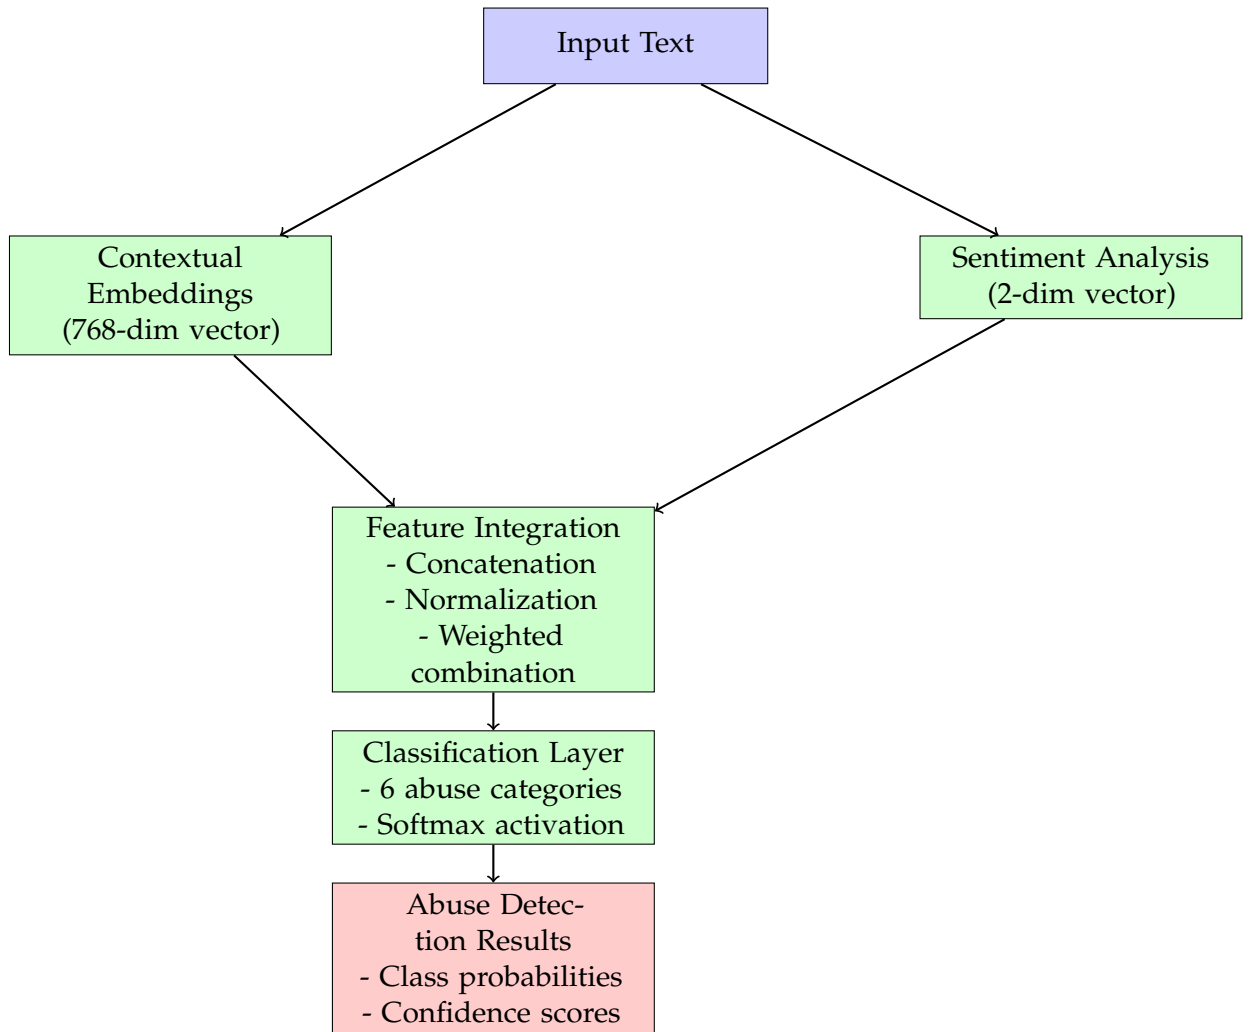 Input Text
Contextual
Embeddings
(768-dim vector)
Sentiment Analysis
(2-dim vector)
Feature Integration
- Concatenation
- Normalization
- Weighted
combination
Classification Layer
- 6 abuse categories
- Softmax activation
Abuse Detec-
tion Results
- Class probabilities
- Confidence scores